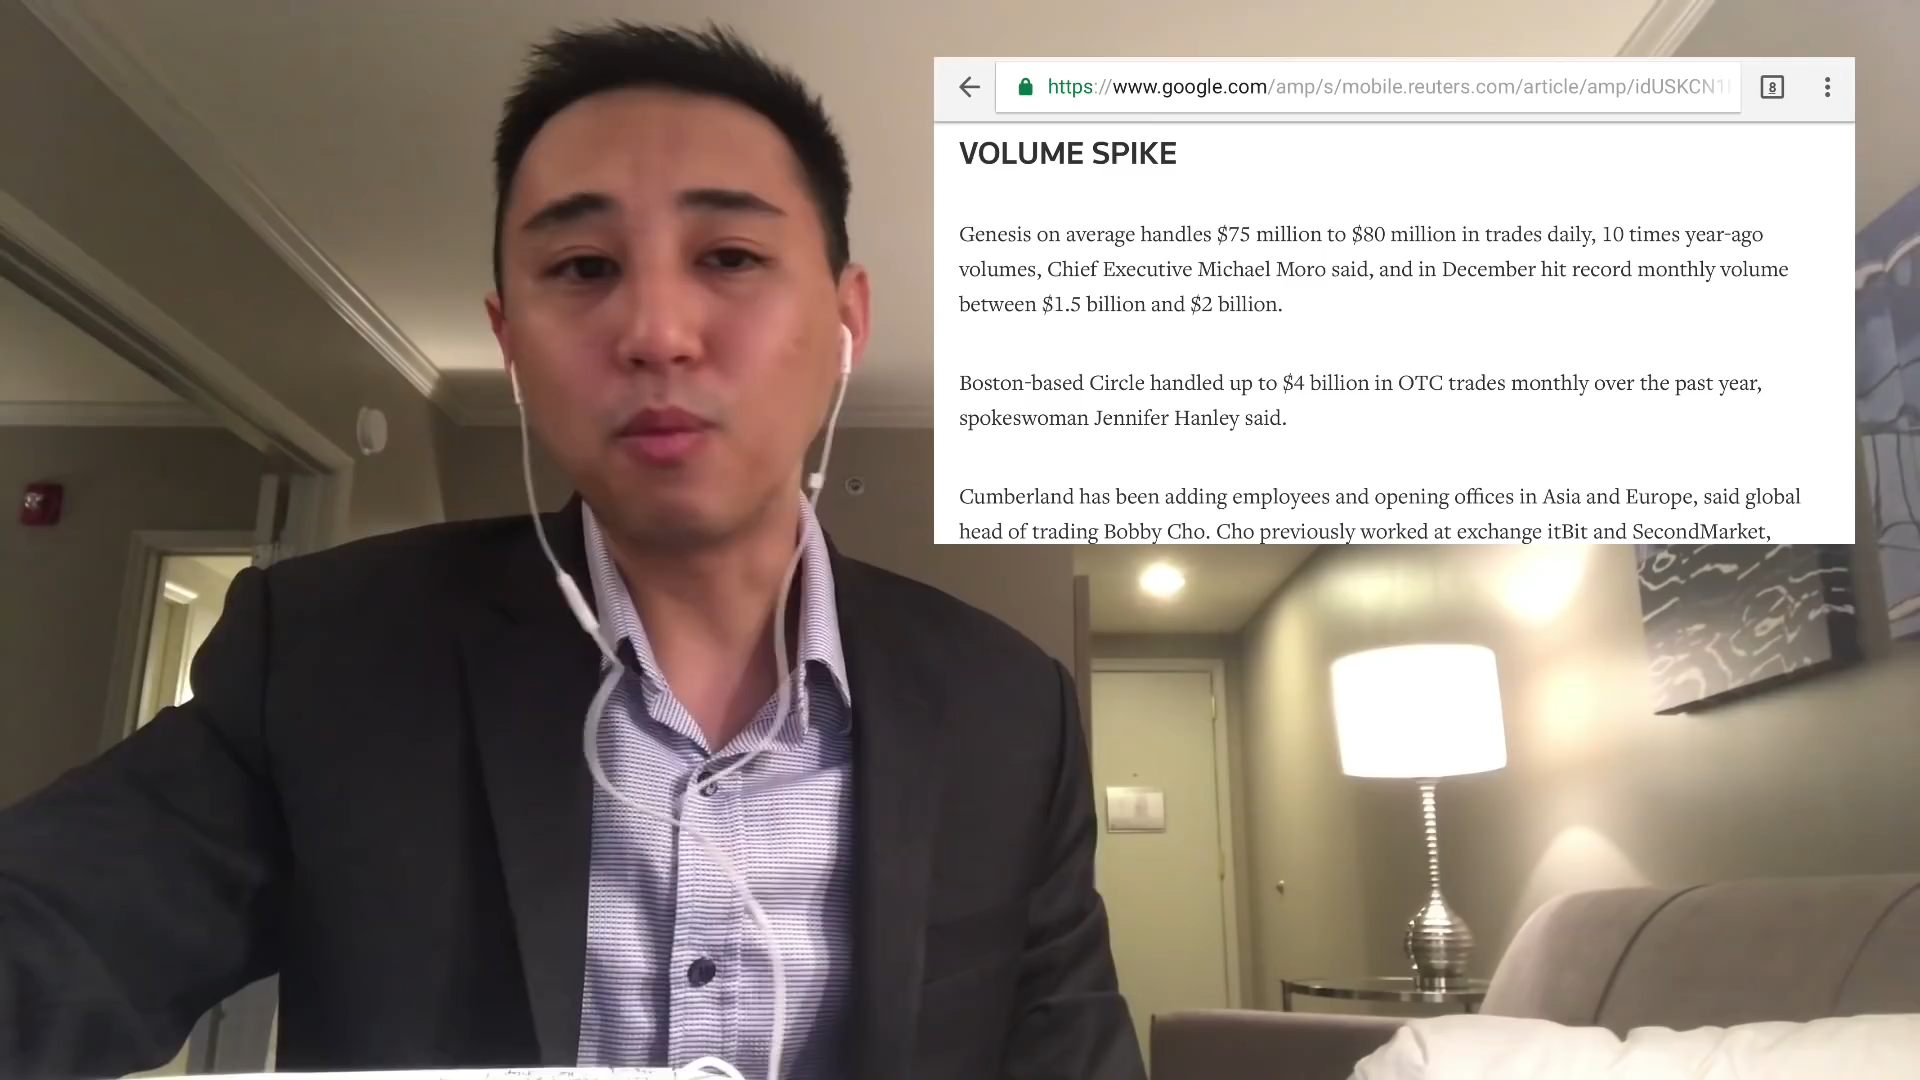 https://www.google.com/amp/s/mobile.reuters.com/article/amp/idUSKCN1
8
VOLUME SPIKE
Genesis on average handles $75 million to $80 million in trades daily, 10 times year-ago
volumes, Chief Executive Michael Moro said, and in December hit record monthly volume
between $1.5 billion and $2 billion.
Boston-based Circle handled up to $4 billion in OTC trades monthly over the past year,
spokeswoman Jennifer Hanley said.
Cumberland has been adding employees and opening offices in Asia and Europe, said global
head of trading Bobby Cho. Cho previously worked at exchange itBit and SecondMarket,